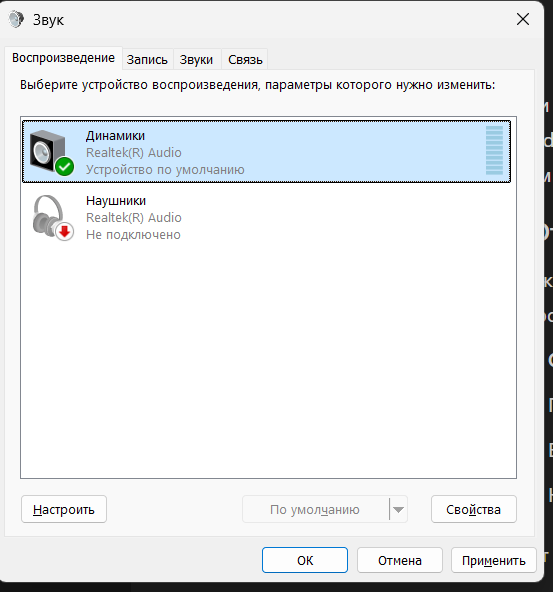 Звук
Воспроизведение Запись Звуки Связь
Выберите устройство воспроизведения, параметры которого нужно изменить:
Динамики
Realtek(R) Audio
Устройство по умолчанию
Наушники
Realtek(R) Audio
Не подключено
Настроить По умолчанию Свойства
ОК Отмена Применить